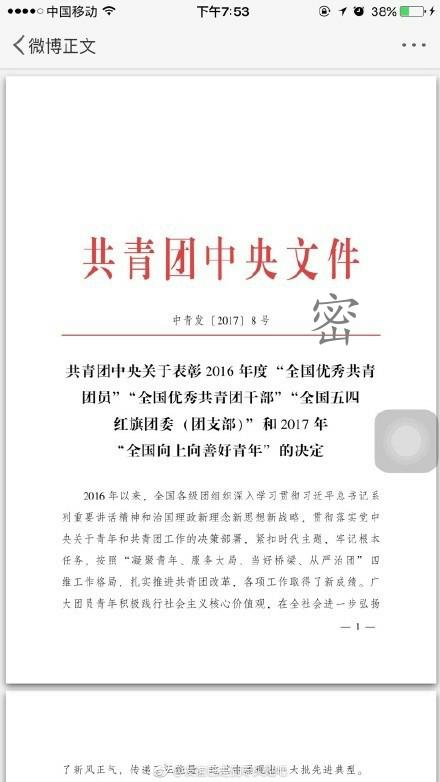 中国移动 下午7:53 38%
微博正文
共青团中央文件
中青发〔2017〕8号
密
共青团中央关于表彰2016年度“全国优秀共青
团员”“全国优秀共青团干部”“全国五四
红旗团委（团支部）”和2017年
“全国向上向善好青年”的决定
2016年以来，全国各级团组织深入学习贯彻习近平总书记系
列重要讲话精神和治国理政新理念新思想新战略，贯彻落实党中
央关于青年和共青团工作的决策部署，紧扣时代主题，牢记根本
任务，按照“凝聚青年、服务大局、当好桥梁、从严治团”四
维工作格局，扎实推进共青团改革，各项工作取得了新成绩。广
大团员青年积极践行社会主义核心价值观，在全社会进一步弘扬
— 1 —
了新风正气，传递 大批先进典型。